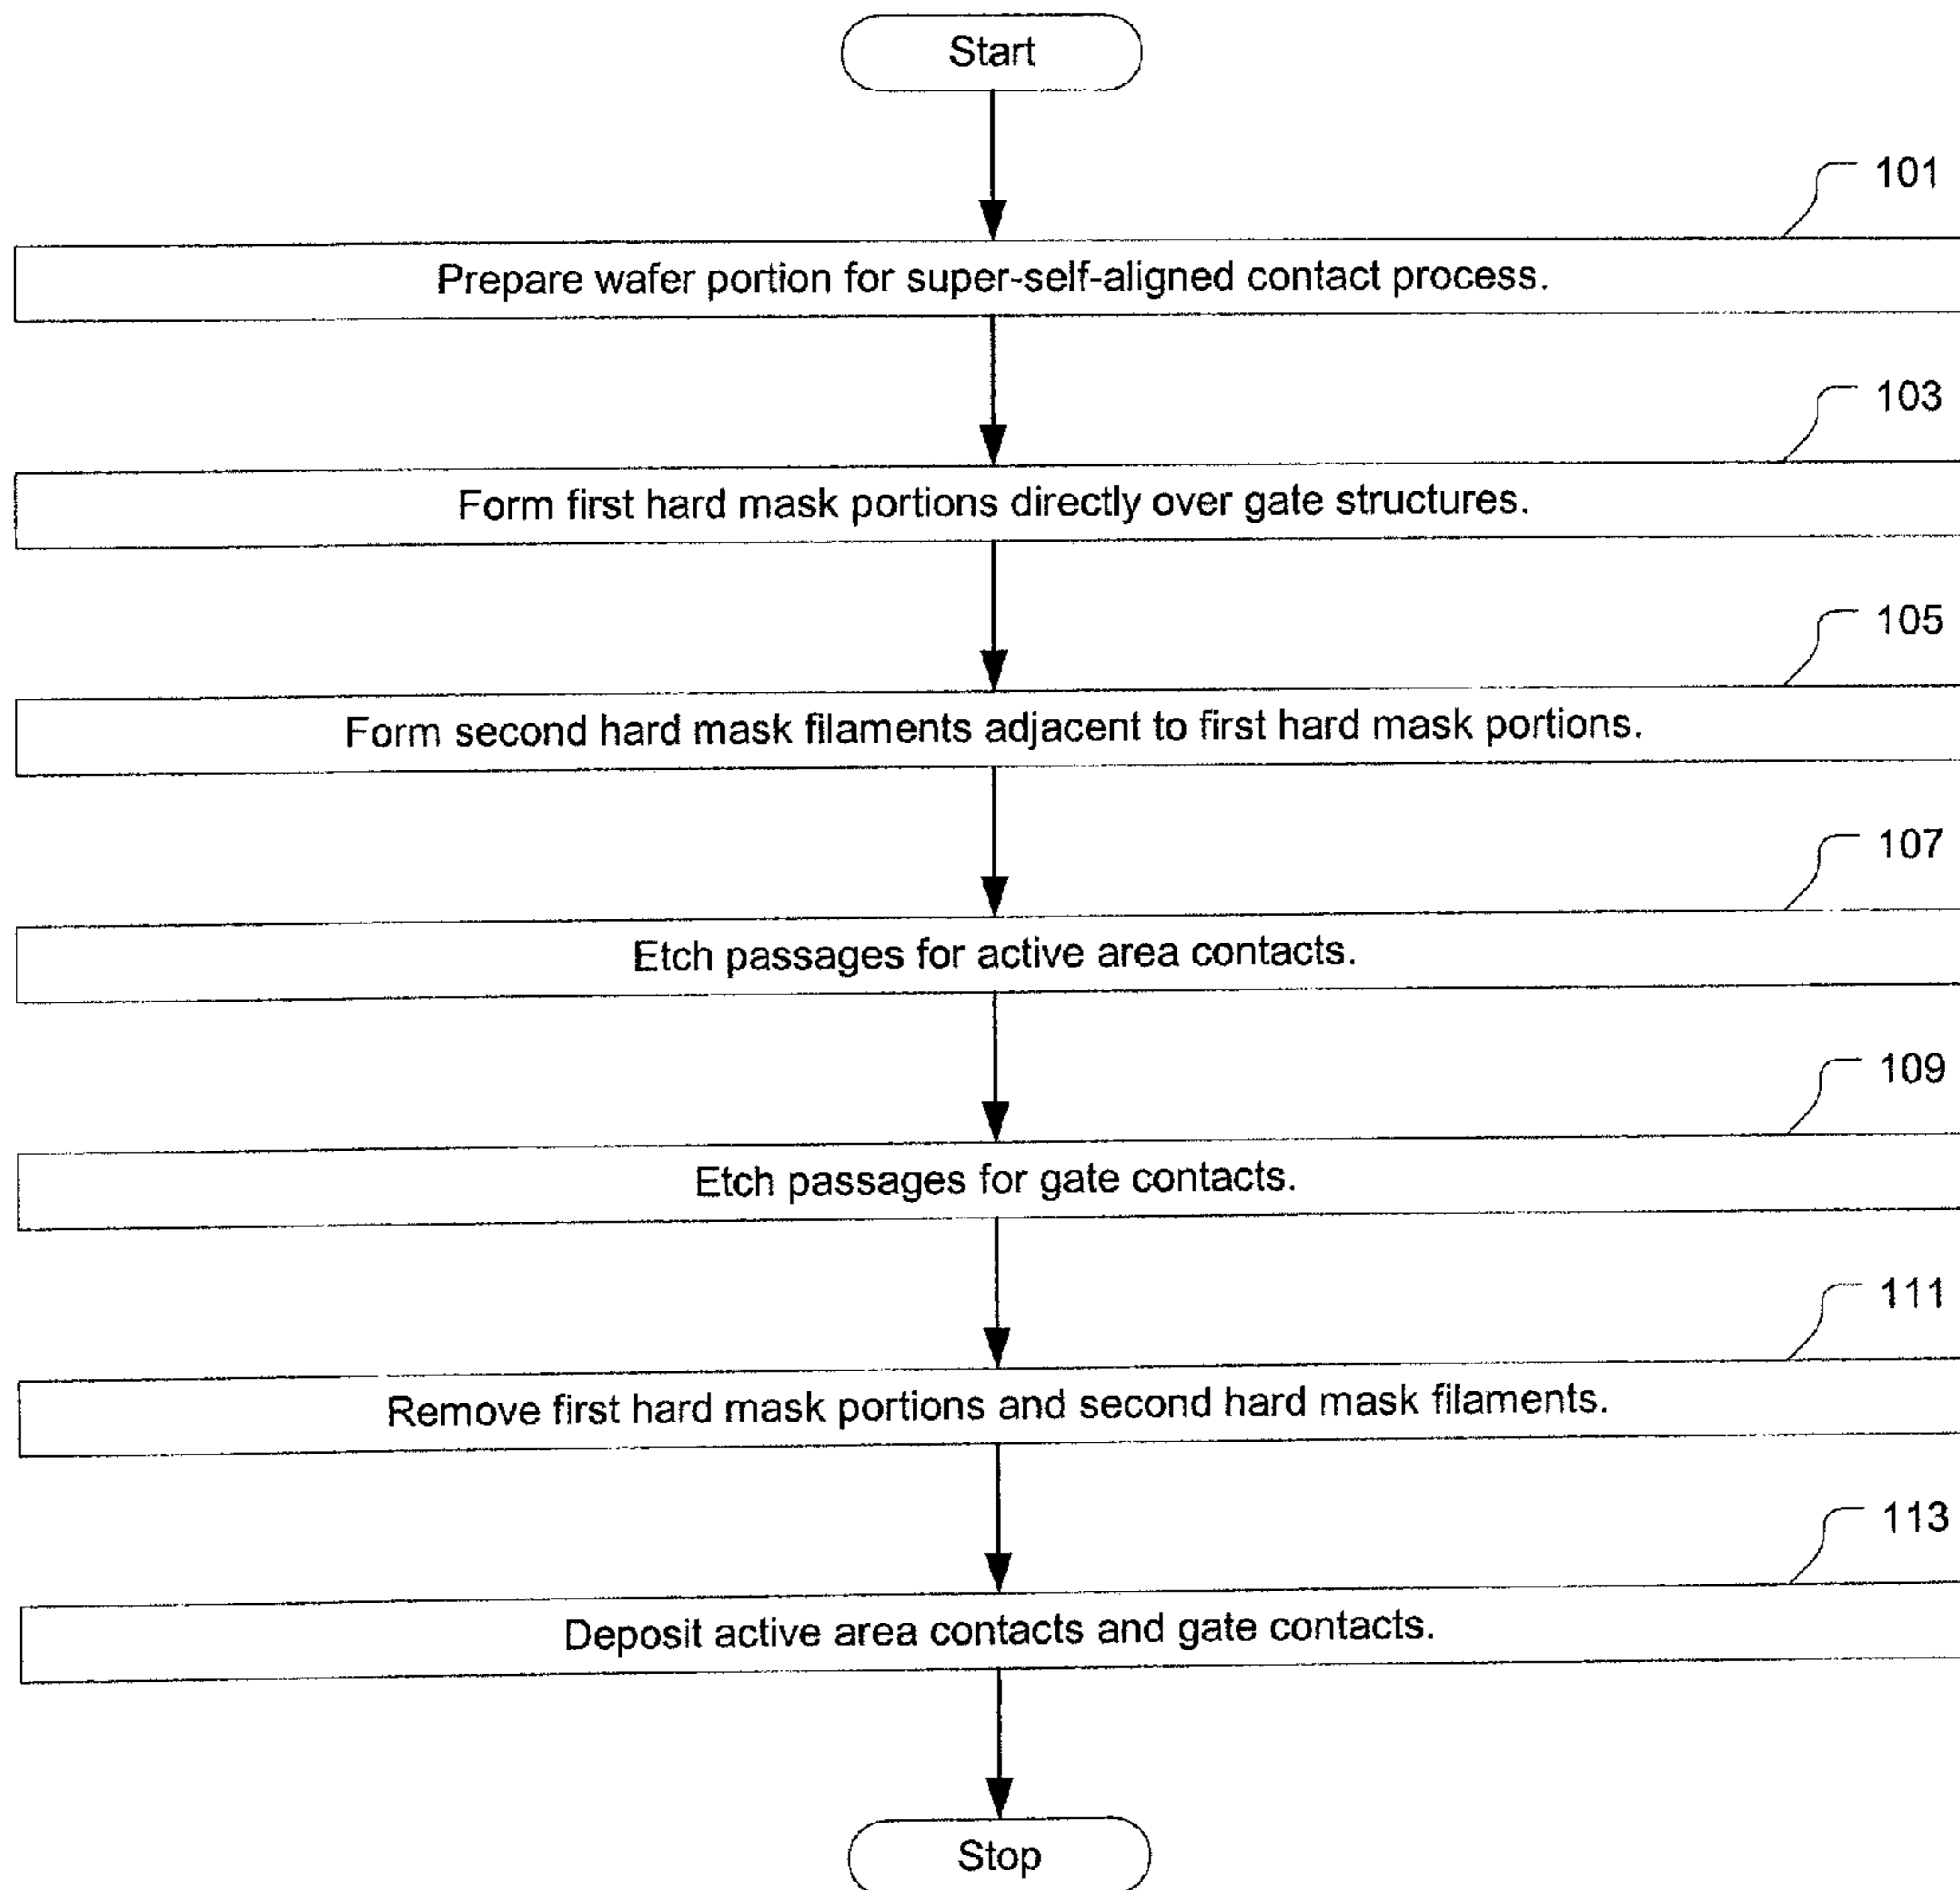 Start
101
Prepare wafer portion for super-self-aligned contact process.
103
Form first hard mask portions directly over gate structures.
105
Form second hard mask filaments adjacent to first hard mask portions.
107
Etch passages for active area contacts.
109
Etch passages for gate contacts.
111
Remove first hard mask portions and second hard mask filaments.
113
Deposit active area contacts and gate contacts.
Stop